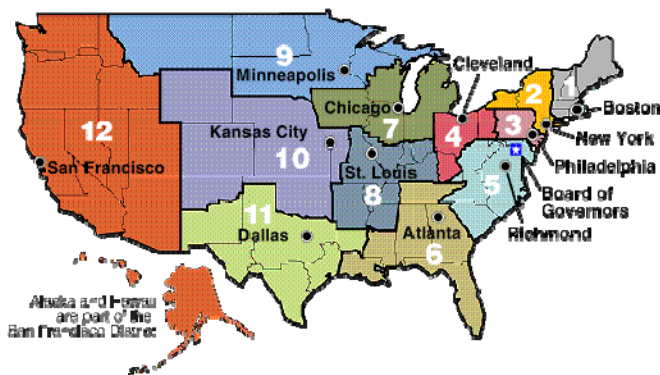 9
Minneapolis
Cleveland
1
2
Boston
Chicago
7
12
Kansas City
4
3
New York
San Francisco
10
St. Louis
Philadelphia
5
8
Board of
Governors
11
Dallas
Atlanta
Richmond
6
Alaska and Hawaii
are part of the
San Francisco District